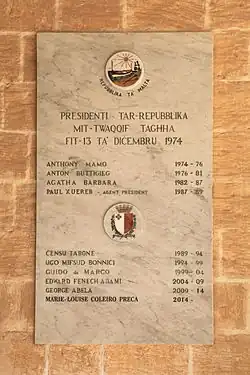 REPUBBLIKA TA' MALTA
PRESIDENTI TAR-REPUBBLIKA
MIT-TWAQQIF TAGĦHA
FIT-13 TA' DIĊEMBRU 1974
ANTHONY MAMO 1974 - 76
ANTON BUTTIGIEG 1976 - 81
AGATHA BARBARA 1982 - 87
PAUL XUEREB - AĠENT PRESIDENT 1987 - 89
ĊENSU TABONE 1989 - 94
UGO MIFSUD BONNICI 1994 - 99
GUIDO de MARCO 1999 - 04
EDWARD FENECH ADAMI 2004 - 09
GEORGE ABELA 2009 - 14
MARIE-LOUISE COLEIRO PRECA 2014 -